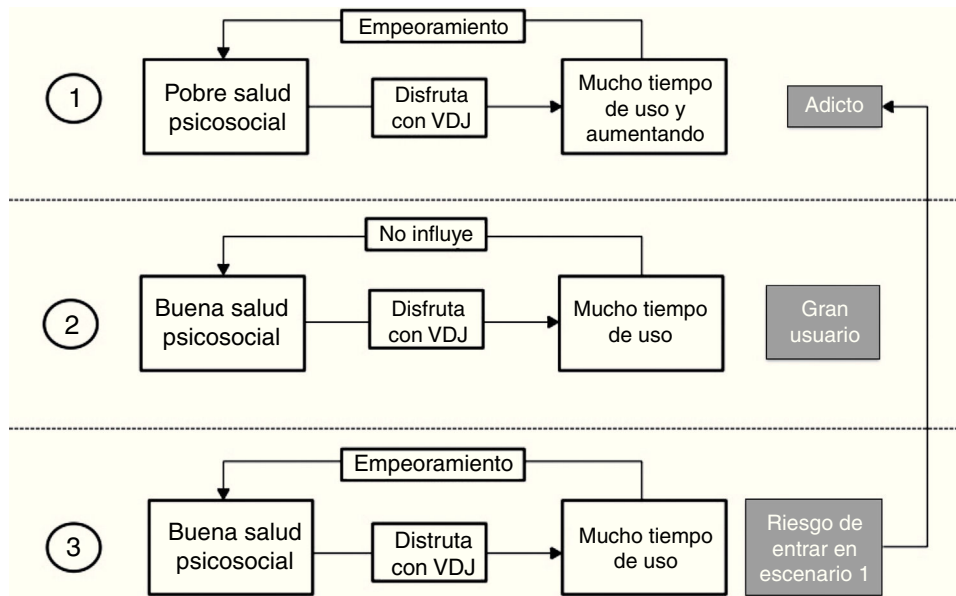 Empeoramiento
1
Pobre salud
psicosocial
Disfruta
con VDJ
Mucho tiempo
de uso y
aumentando
Adicto
No influye
2
Buena salud
psicosocial
Disfruta
con VDJ
Mucho tiempo
de uso
Gran
usuario
Empeoramiento
3
Buena salud
psicosocial
Distruta
con VDJ
Mucho tiempo
de uso
Riesgo de
entrar en
escenario 1